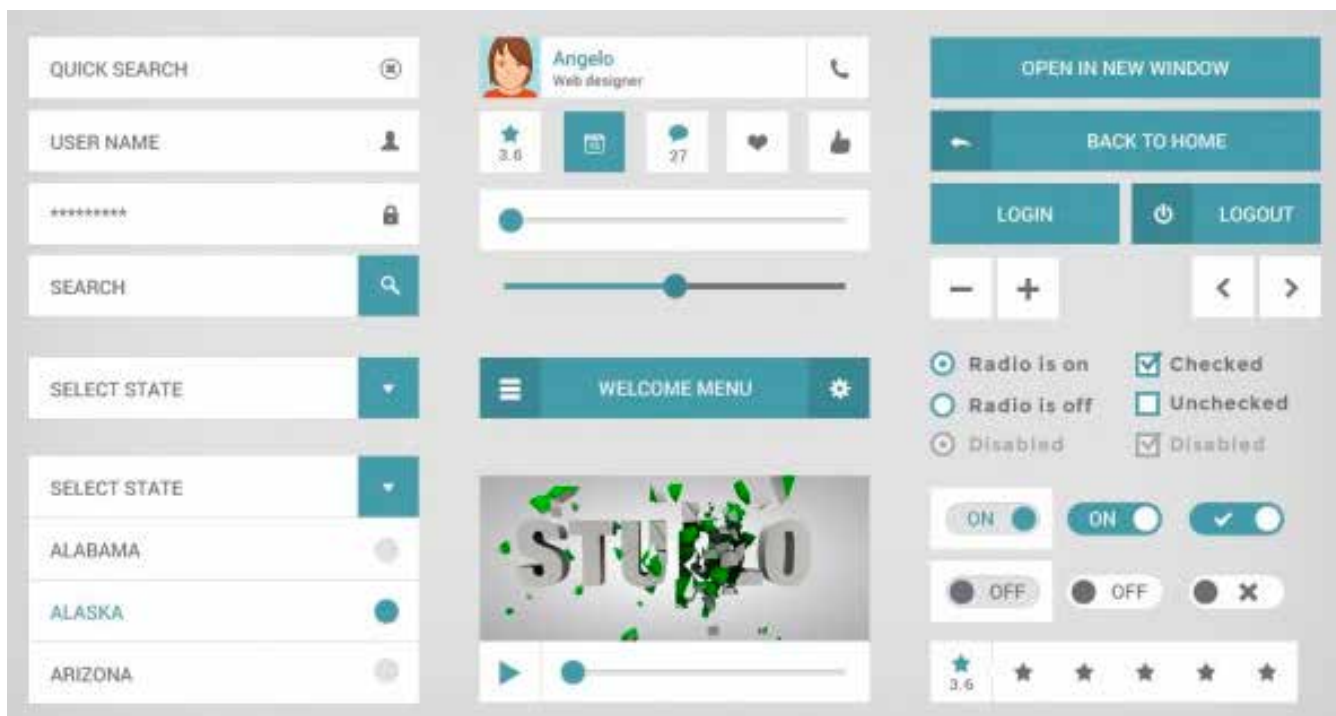 QUICK SEARCH
USER NAME
*********
SEARCH
SELECT STATE
SELECT STATE
ALABAMA
ALASKA
ARIZONA
Angelo
Web designer
3.6
27
WELCOME MENU
STUDIO
OPEN IN NEW WINDOW
BACK TO HOME
LOGIN
LOGOUT
Radio is on
Checked
Radio is off
Unchecked
Disabled
Disabled
ON
ON
OFF
OFF
3.6